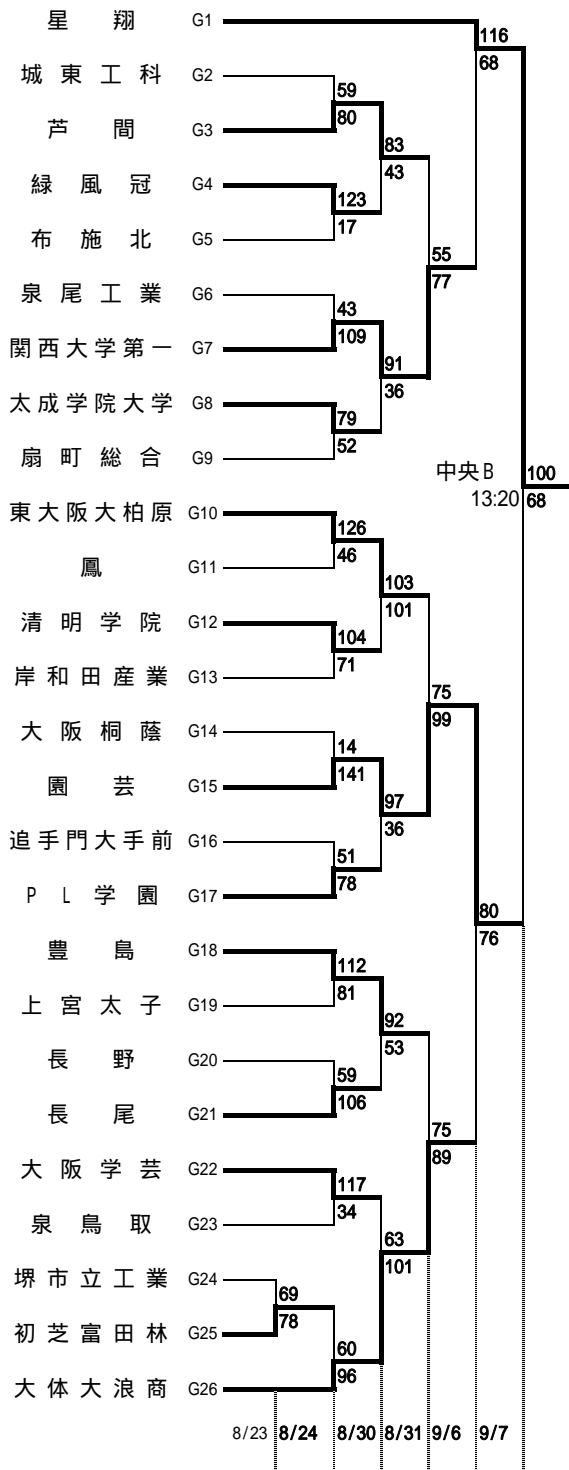 星翔 G1
116
68
城東工科 G2
59
80
芦間 G3
83
43
緑風冠 G4
123
17
布施北 G5
55
77
泉尾工業 G6
43
109
関西大学第一 G7
91
36
太成学院大学 G8
79
52
扇町総合 G9
中央B 100
13:20 68
東大阪大柏原 G10
126
46
鳳 G11
103
101
清明学院 G12
104
71
岸和田産業 G13
75
99
大阪桐蔭 G14
14
141
園芸 G15
97
36
追手門大手前 G16
51
78
PL学園 G17
80
76
豊島 G18
112
81
上宮太子 G19
92
53
長野 G20
59
106
長尾 G21
75
89
大阪学芸 G22
117
34
泉鳥取 G23
63
101
堺市立工業 G24
69
78
初芝富田林 G25
60
96
大体大浪商 G26
8/23 8/24 8/30 8/31 9/6 9/7